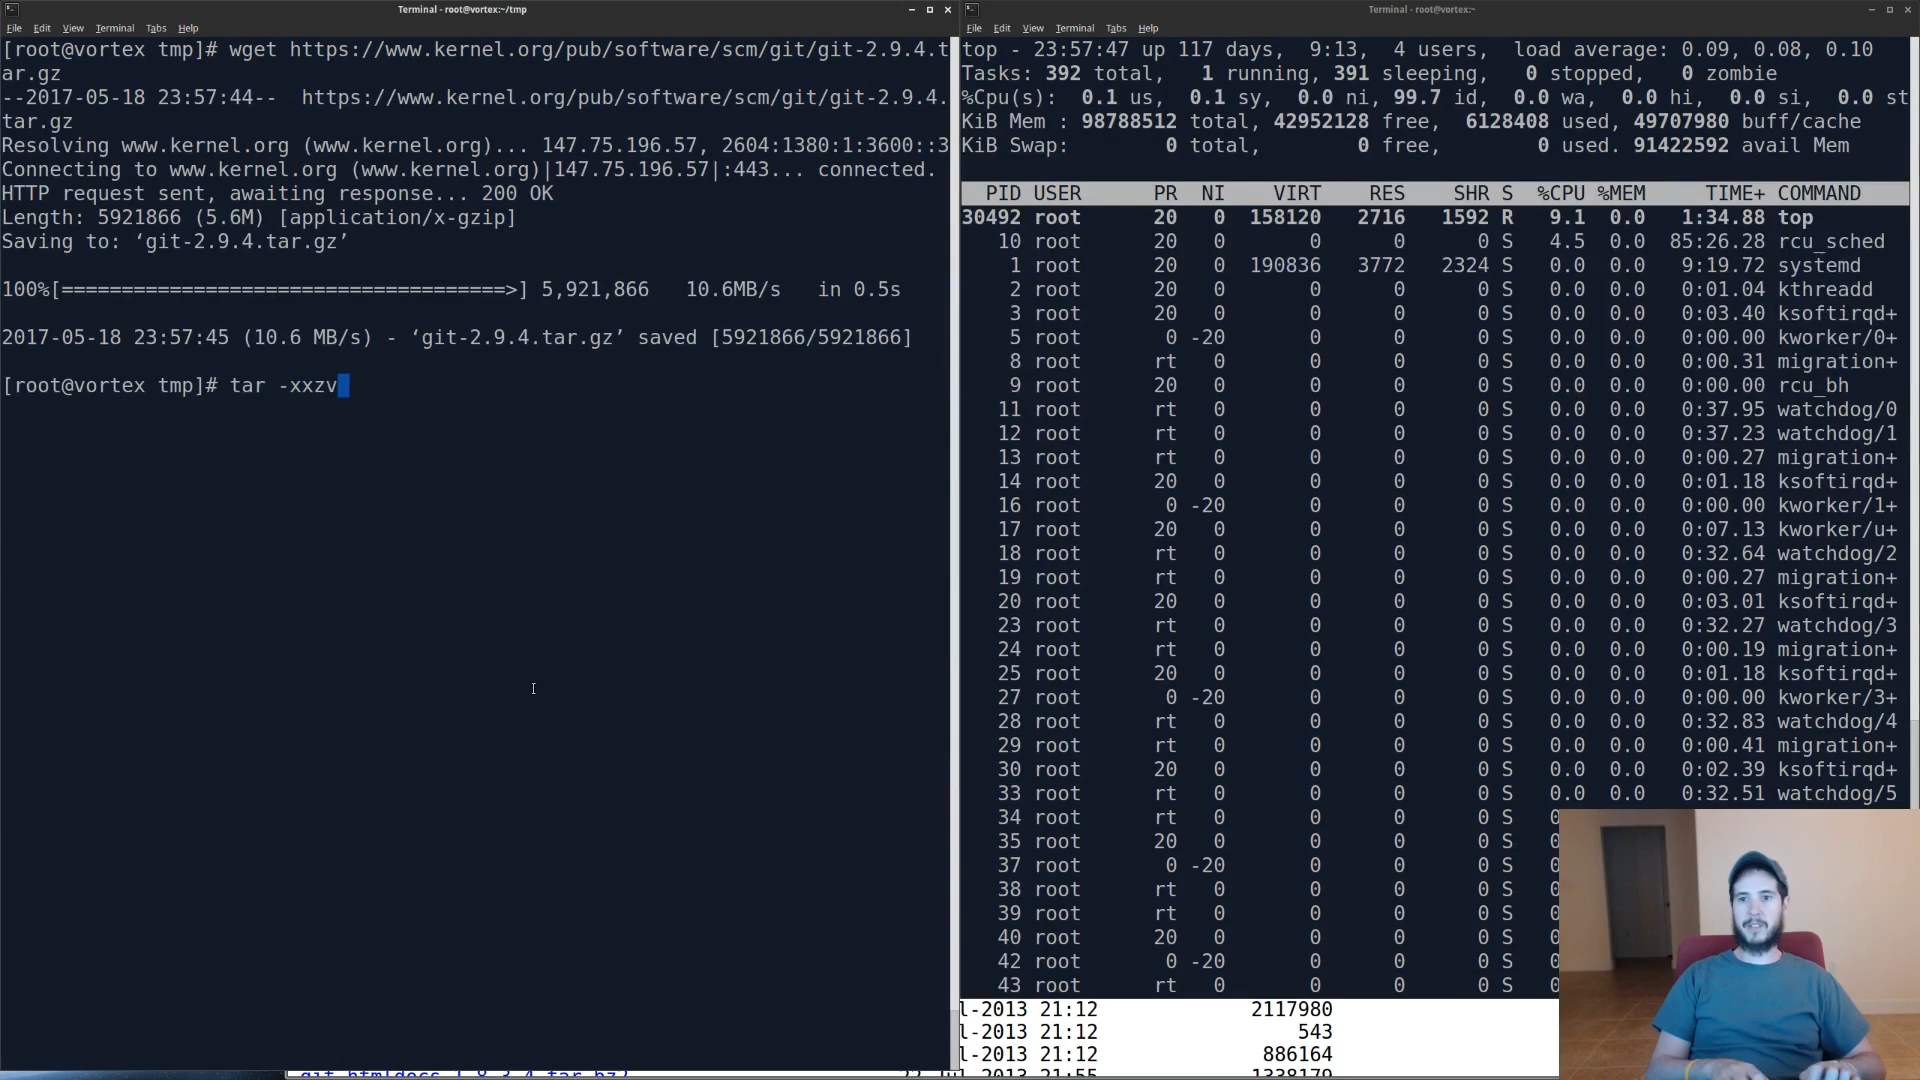 Terminal - root@vortex:~/tmp
File Edit View Terminal Tabs Help
[root@vortex tmp]# wget https://www.kernel.org/pub/software/scm/git/git-2.9.4.t
ar.gz
--2017-05-18 23:57:44--  https://www.kernel.org/pub/software/scm/git/git-2.9.4.
tar.gz
Resolving www.kernel.org (www.kernel.org)... 147.75.196.57, 2604:1380:1:3600::3
Connecting to www.kernel.org (www.kernel.org)|147.75.196.57|:443... connected.
HTTP request sent, awaiting response... 200 OK
Length: 5921866 (5.6M) [application/x-gzip]
Saving to: ‘git-2.9.4.tar.gz’
100%[=====================================>] 5,921,866   10.6MB/s   in 0.5s
2017-05-18 23:57:45 (10.6 MB/s) - ‘git-2.9.4.tar.gz’ saved [5921866/5921866]
[root@vortex tmp]# tar -xxzv
Terminal - root@vortex:~
File Edit View Terminal Tabs Help
top - 23:57:47 up 117 days,  9:13,  4 users,  load average: 0.09, 0.08, 0.10
Tasks: 392 total,   1 running, 391 sleeping,   0 stopped,   0 zombie
%Cpu(s):  0.1 us,  0.1 sy,  0.0 ni, 99.7 id,  0.0 wa,  0.0 hi,  0.0 si,  0.0 st
KiB Mem : 98788512 total, 42952128 free,  6128408 used, 49707980 buff/cache
KiB Swap:        0 total,        0 free,        0 used. 91422592 avail Mem
PID USER PR NI VIRT RES SHR S %CPU %MEM TIME+ COMMAND
30492 root 20 0 158120 2716 1592 R 9.1 0.0 1:34.88 top
10 root 20 0 0 0 0 S 4.5 0.0 85:26.28 rcu_sched
1 root 20 0 190836 3772 2324 S 0.0 0.0 9:19.72 systemd
2 root 20 0 0 0 0 S 0.0 0.0 0:01.04 kthreadd
3 root 20 0 0 0 0 S 0.0 0.0 0:03.40 ksoftirqd+
5 root 0 -20 0 0 0 S 0.0 0.0 0:00.00 kworker/0+
8 root rt 0 0 0 0 S 0.0 0.0 0:00.31 migration+
9 root 20 0 0 0 0 S 0.0 0.0 0:00.00 rcu_bh
11 root rt 0 0 0 0 S 0.0 0.0 0:37.95 watchdog/0
12 root rt 0 0 0 0 S 0.0 0.0 0:37.23 watchdog/1
13 root rt 0 0 0 0 S 0.0 0.0 0:00.27 migration+
14 root 20 0 0 0 0 S 0.0 0.0 0:01.18 ksoftirqd+
16 root 0 -20 0 0 0 S 0.0 0.0 0:00.00 kworker/1+
17 root 20 0 0 0 0 S 0.0 0.0 0:07.13 kworker/u+
18 root rt 0 0 0 0 S 0.0 0.0 0:32.64 watchdog/2
19 root rt 0 0 0 0 S 0.0 0.0 0:00.27 migration+
20 root 20 0 0 0 0 S 0.0 0.0 0:03.01 ksoftirqd+
23 root rt 0 0 0 0 S 0.0 0.0 0:32.27 watchdog/3
24 root rt 0 0 0 0 S 0.0 0.0 0:00.19 migration+
25 root 20 0 0 0 0 S 0.0 0.0 0:01.18 ksoftirqd+
27 root 0 -20 0 0 0 S 0.0 0.0 0:00.00 kworker/3+
28 root rt 0 0 0 0 S 0.0 0.0 0:32.83 watchdog/4
29 root rt 0 0 0 0 S 0.0 0.0 0:00.41 migration+
30 root 20 0 0 0 0 S 0.0 0.0 0:02.39 ksoftirqd+
33 root rt 0 0 0 0 S 0.0 0.0 0:32.51 watchdog/5
34 root rt 0 0 0 0 S 0
35 root 20 0 0 0 0 S 0
37 root 0 -20 0 0 0 S 0
38 root rt 0 0 0 0 S 0
39 root rt 0 0 0 0 S 0
40 root 20 0 0 0 0 S 0
42 root 0 -20 0 0 0 S 0
43 root rt 0 0 0 0 S 0
l-2013 21:12 2117980
l-2013 21:12 543
l-2013 21:12 886164
l-2013 21:55 1338179